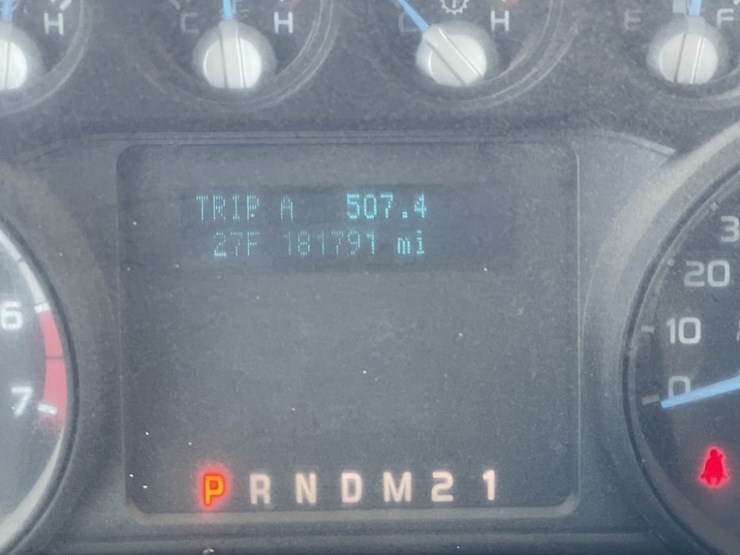 H
C H
C H
E F
TRIP A 507.4
27F 181791 mi
6
7
3
20
10
0
P R N D M 2 1